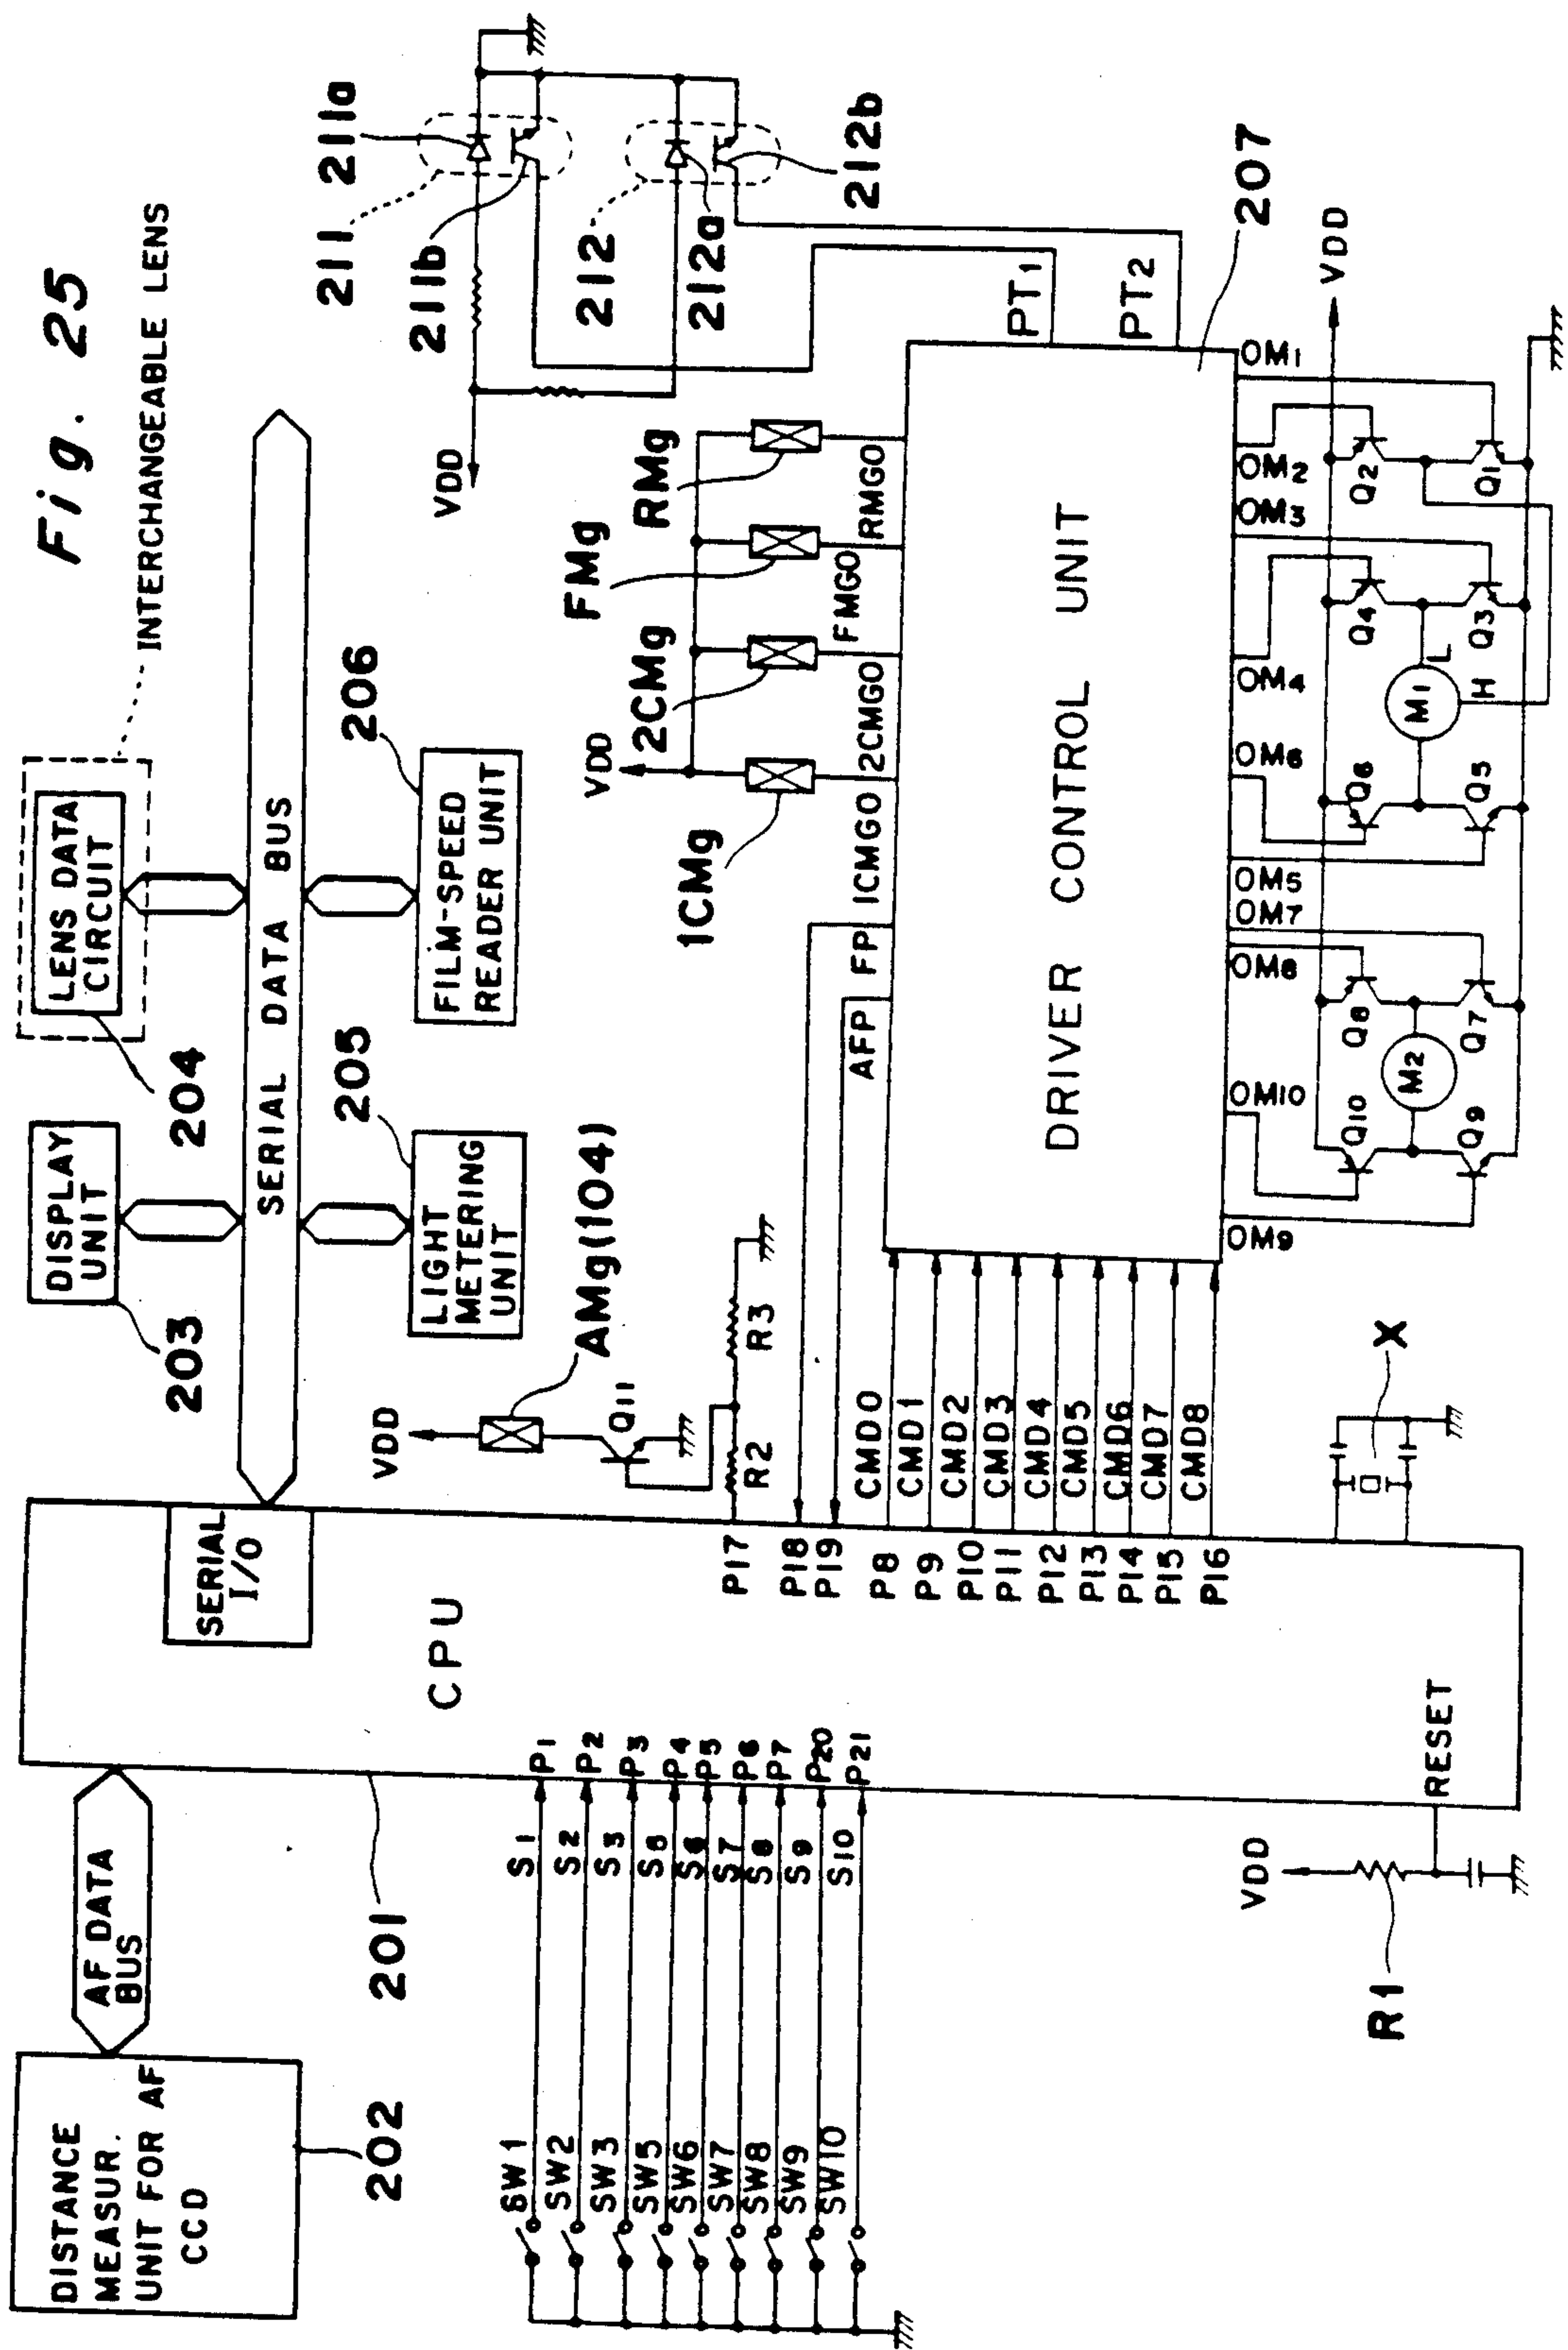 Fig. 25
INTERCHANGEABLE LENS
LENS DATA
CIRCUIT
204
DISPLAY
UNIT
203
SERIAL DATA BUS
SERIAL
I/O
AF DATA
BUS
DISTANCE
MEASUR.
UNIT FOR AF
CCD
202
201
CPU
LIGHT
METERING
UNIT
205
FILM-SPEED
READER UNIT
206
211
211a
211b
212
212a
212b
VDD
VDD
AMg(104)
Q11
R2
R3
VDD
1CMg
2CMg
FMg
RMg
AFP
FP
1CMGO
2CMGO
FMGO
RMGO
PT1
PT2
207
DRIVER CONTROL UNIT
SW1
S1
P1
SW2
S2
P2
SW3
S3
P3
SW5
S5
P4
SW6
S6
P5
SW7
S7
P6
SW8
S8
P7
SW9
S9
P20
SW10
S10
P21
P17
P18
P19
P8
CMD0
P9
CMD1
P10
CMD2
P11
CMD3
P12
CMD4
P13
CMD5
P14
CMD6
P15
CMD7
P16
CMD8
OM9
OM10
OM8
OM7
OM5
OM6
OM4
OM3
OM2
OM1
VDD
Q10
Q8
Q6
Q4
Q2
M2
M1
L
H
Q9
Q7
Q5
Q3
Q1
RESET
VDD
R1
X